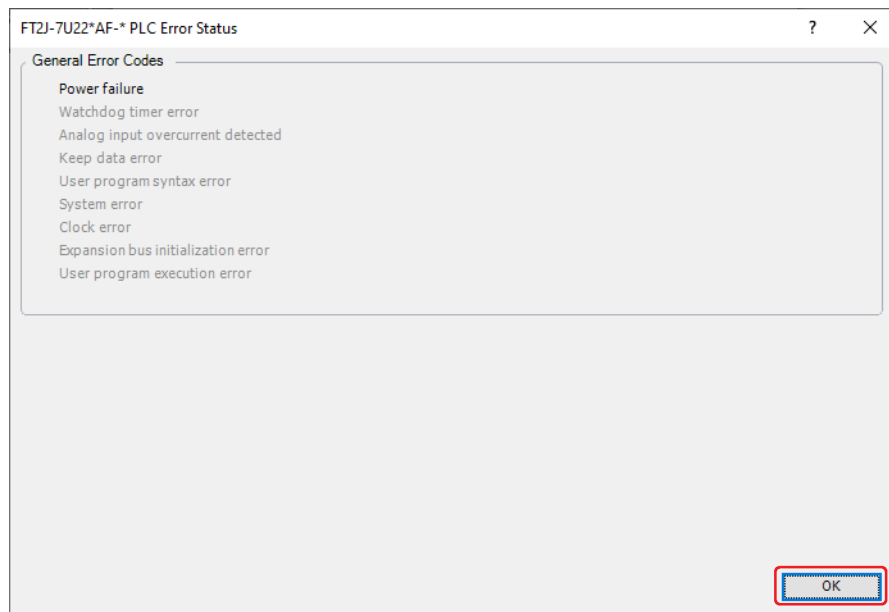 FT2J-7U22*AF-* PLC Error Status
?
General Error Codes
Power failure
Watchdog timer error
Analog input overcurrent detected
Keep data error
User program syntax error
System error
Clock error
Expansion bus initialization error
User program execution error
OK